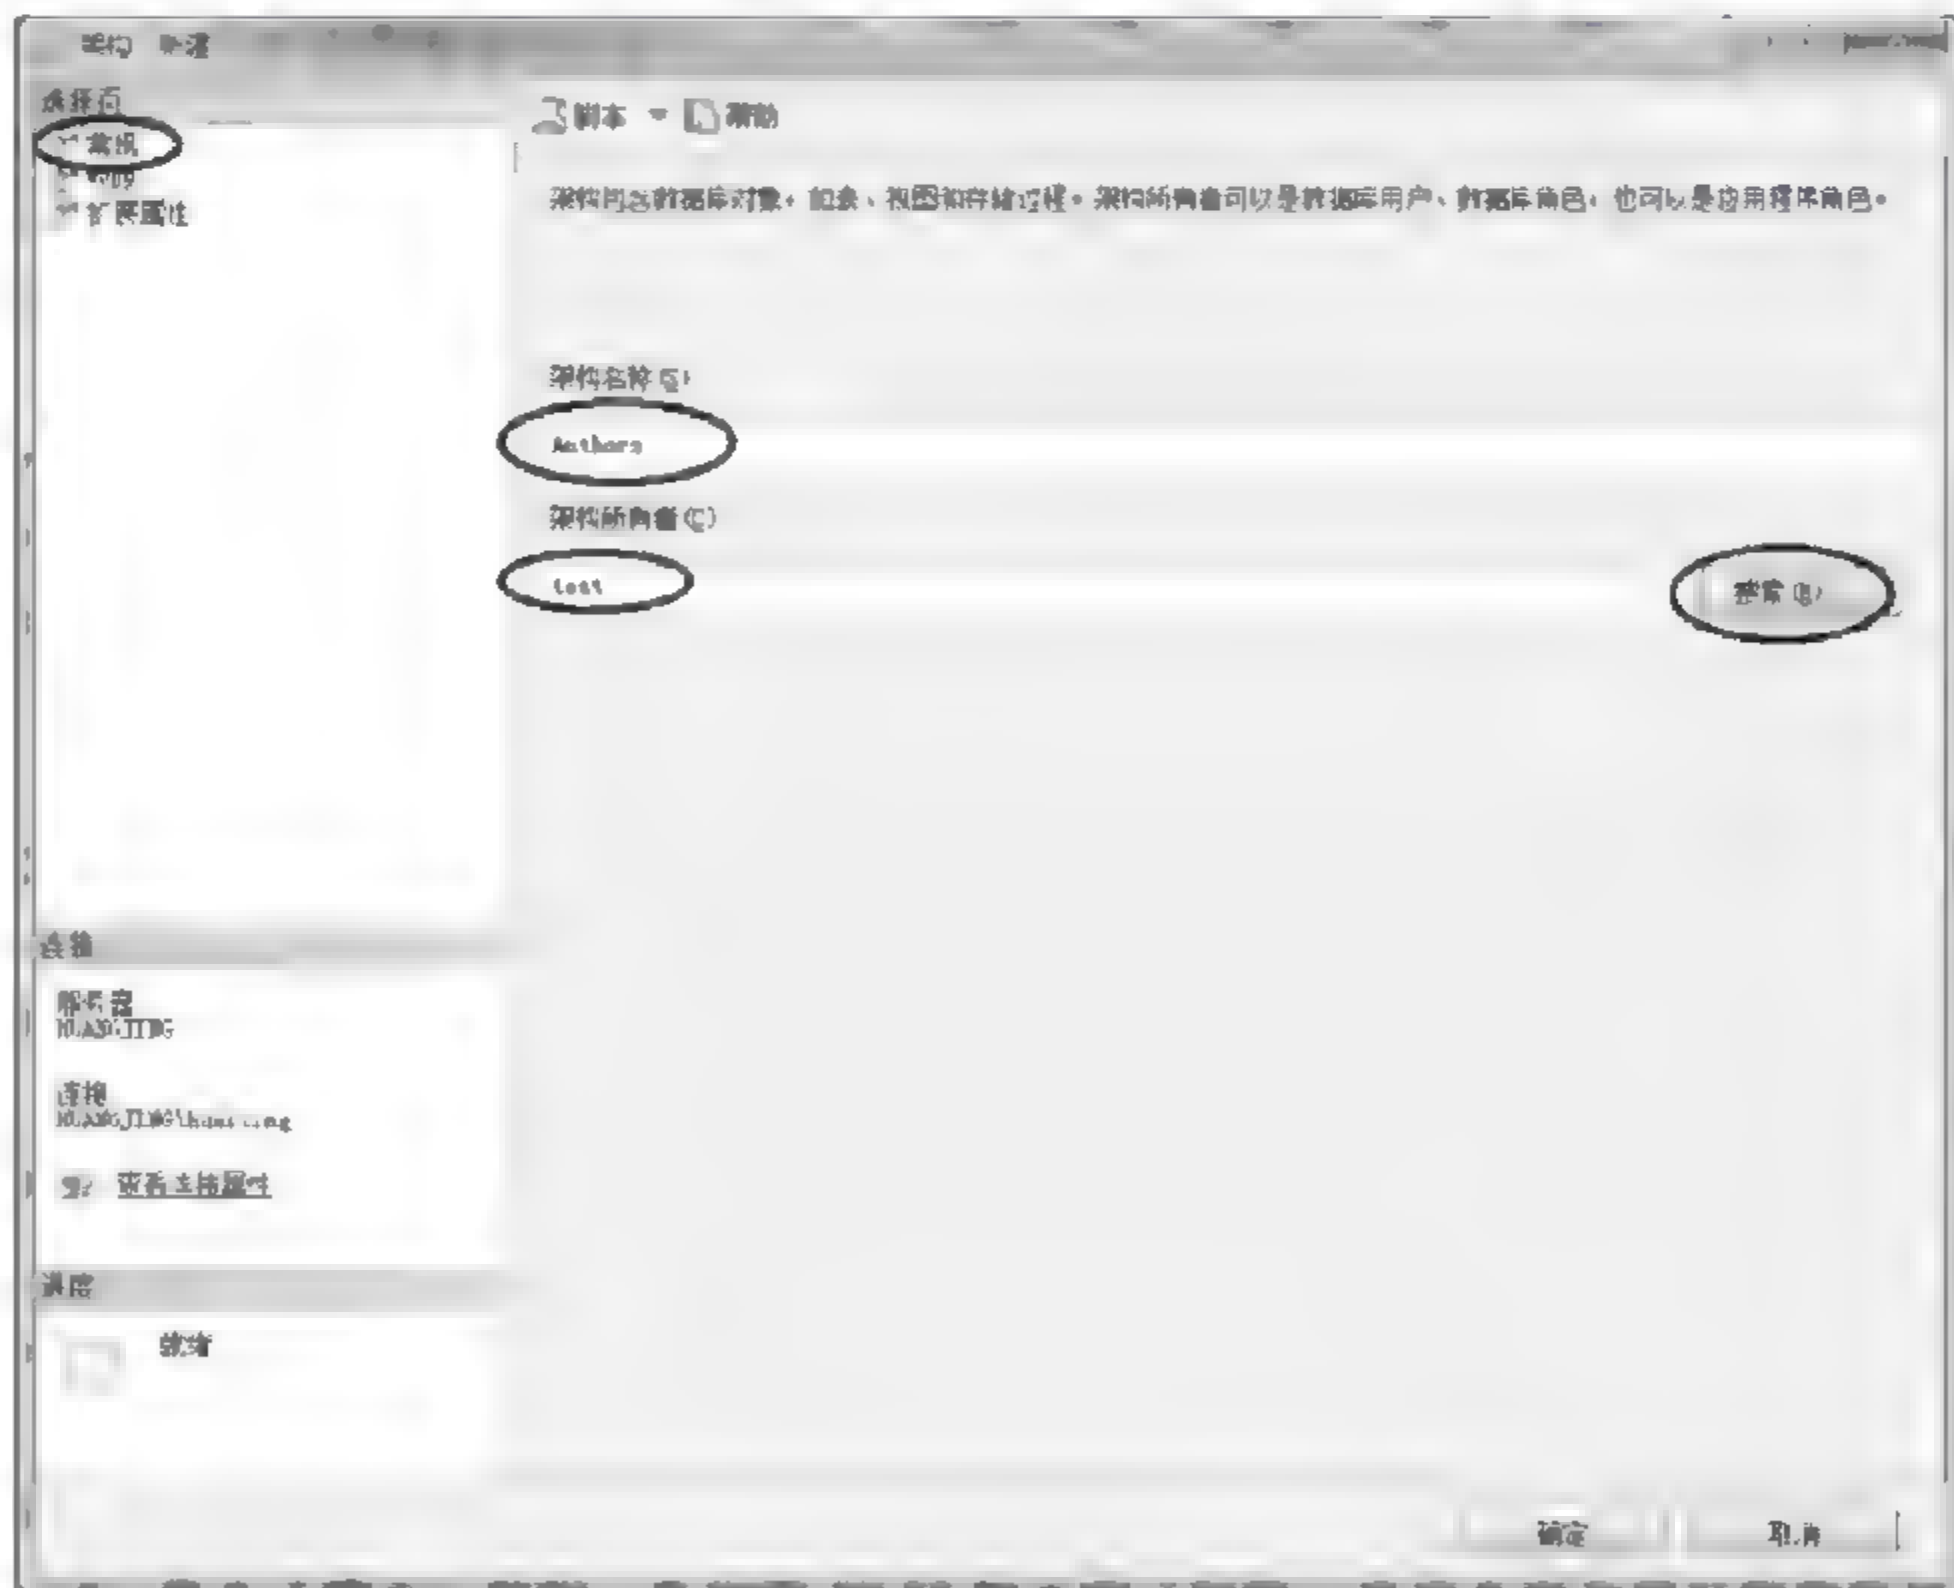 架构 - 新建
选择页
常规
权限
扩展属性
脚本 帮助
架构包含数据库对象，如表、视图和存储过程。架构所有者可以是数据库用户、数据库角色，也可以是应用程序角色。
架构名称(S)
Authors
架构所有者(O)
test
搜索
连接
服务器
HUANGJING
连接
查看连接属性
进度
就绪
确定 取消